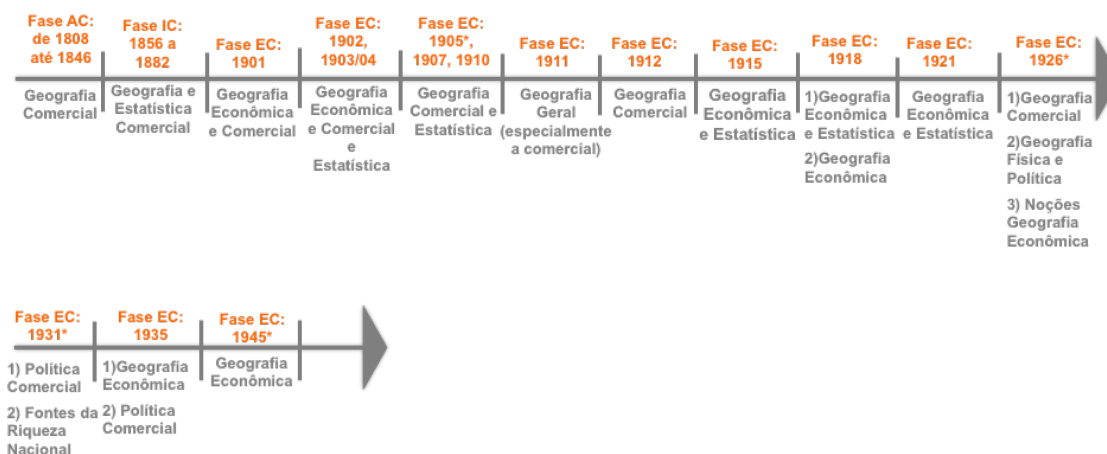 Fase AC:
de 1808
até 1846
Geografia
Comercial
Fase IC:
1856 a
1882
Geografia e
Estatística
Comercial
Fase EC:
1901
Geografia
Econômica
e Comercial
Fase EC:
1902,
1903/04
Geografia
Econômica
e Comercial
e
Estatística
Fase EC:
1905*,
1907, 1910
Geografia
Comercial e
Estatística
Fase EC:
1911
Geografia
Geral
(especialmente
a comercial)
Fase EC:
1912
Geografia
Comercial
Fase EC:
1915
Geografia
Econômica
e Estatística
Fase EC:
1918
1)Geografia
Econômica
e Estatística
2)Geografia
Econômica
Fase EC:
1921
Geografia
Econômica
e Estatística
Fase EC:
1926*
1)Geografia
Comercial
2)Geografia
Física e
Política
3) Noções
Geografia
Econômica
Fase EC:
1931*
1) Política
Comercial
2) Fontes da
Riqueza
Nacional
Fase EC:
1935
1)Geografia
Econômica
2) Política
Comercial
Fase EC:
1945*
Geografia
Econômica